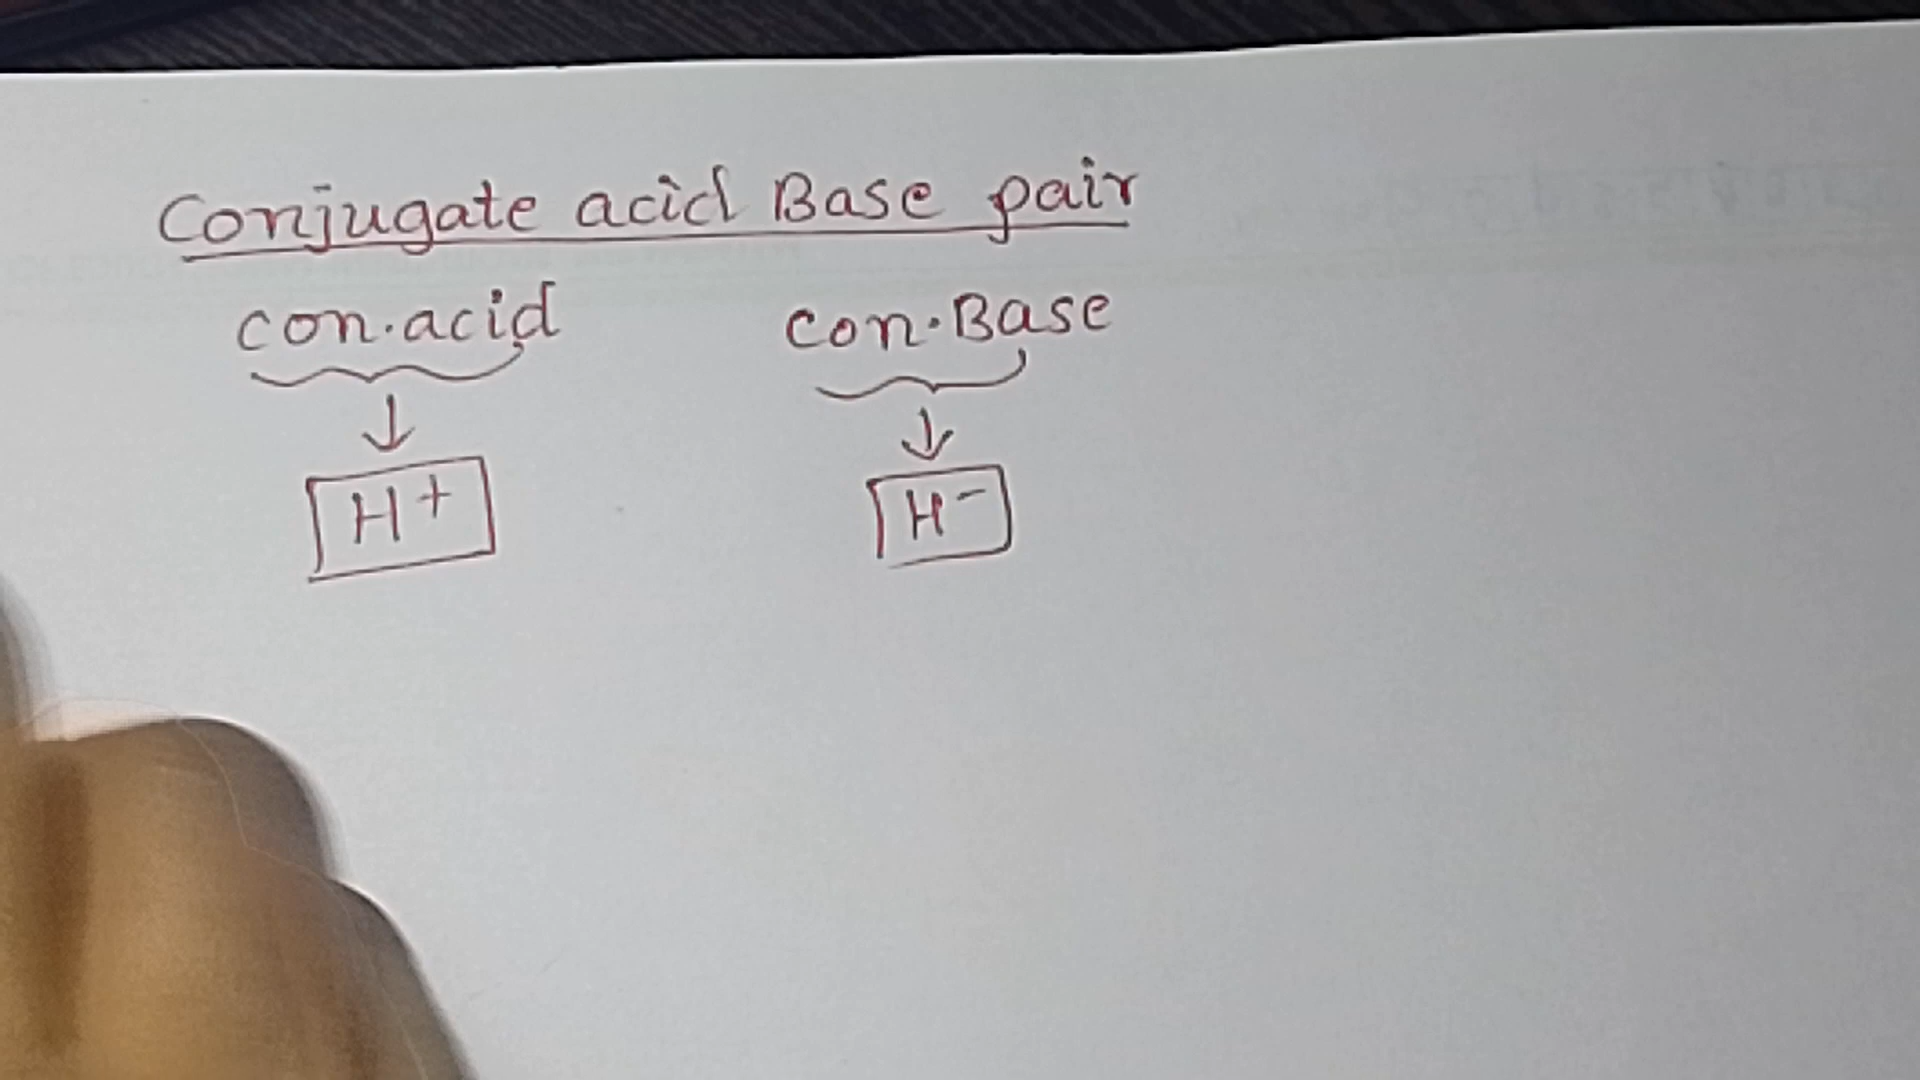 Conjugate acid Base pair
con.acid con.Base
↓ ↓
H+ H-